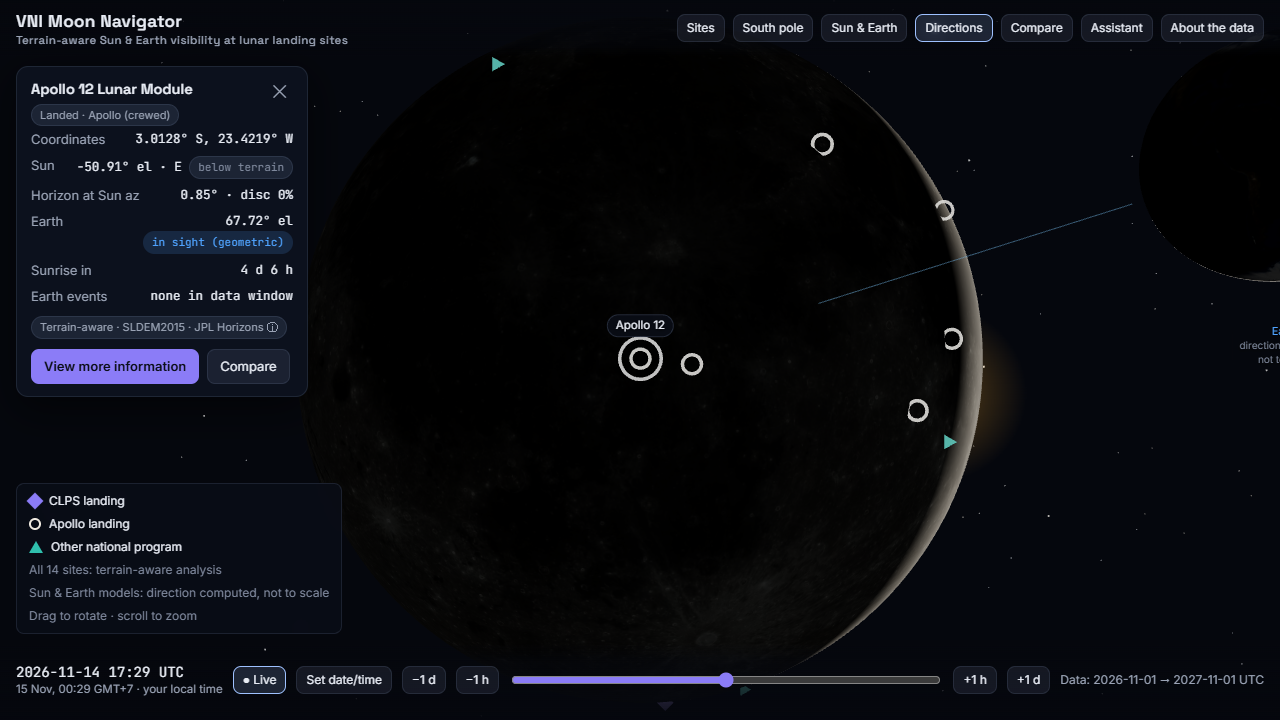 VNI Moon Navigator
Terrain-aware Sun & Earth visibility at lunar landing sites
Sites
South pole
Sun & Earth
Directions
Compare
Assistant
About the data
Apollo 12 Lunar Module
Landed · Apollo (crewed)
Coordinates 3.0128° S, 23.4219° W
Sun -50.91° el · E below terrain
Horizon at Sun az 0.85° · disc 0%
Earth 67.72° el
in sight (geometric)
Sunrise in 4 d 6 h
Earth events none in data window
Terrain-aware · SLDEM2015 · JPL Horizons ⓘ
View more information
Compare
Apollo 12
CLPS landing
Apollo landing
Other national program
All 14 sites: terrain-aware analysis
Sun & Earth models: direction computed, not to scale
Drag to rotate · scroll to zoom
2026-11-14 17:29 UTC
15 Nov, 00:29 GMT+7 · your local time
● Live
Set date/time
−1 d
−1 h
+1 h
+1 d
Data: 2026-11-01 → 2027-11-01 UTC